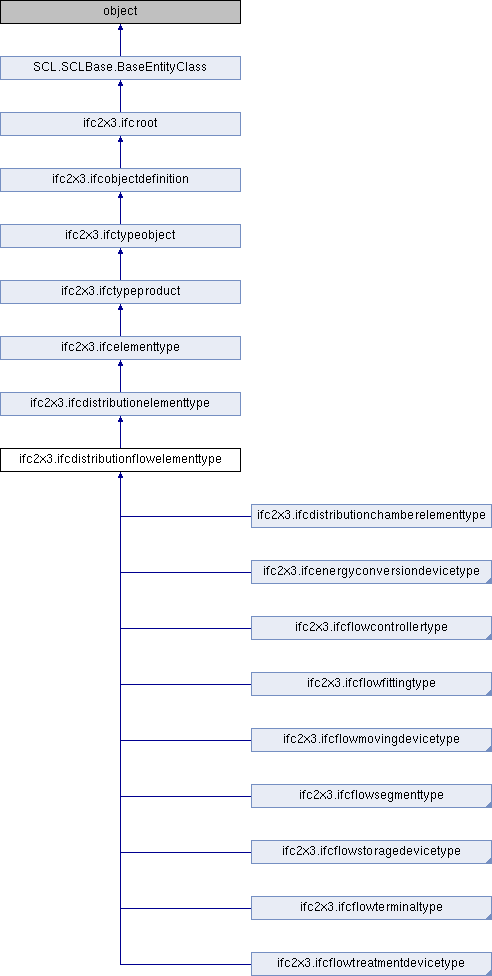 object
SCL.SCLBase.BaseEntityClass
ifc2x3.ifcroot
ifc2x3.ifcobjectdefinition
ifc2x3.ifctypeobject
ifc2x3.ifctypeproduct
ifc2x3.ifcelementtype
ifc2x3.ifcdistributionelementtype
ifc2x3.ifcdistributionflowelementtype
ifc2x3.ifcdistributionchamberelementtype
ifc2x3.ifcenergyconversiondevicetype
ifc2x3.ifcflowcontrollertype
ifc2x3.ifcflowfittingtype
ifc2x3.ifcflowmovingdevicetype
ifc2x3.ifcflowsegmenttype
ifc2x3.ifcflowstoragedevicetype
ifc2x3.ifcflowterminaltype
ifc2x3.ifcflowtreatmentdevicetype